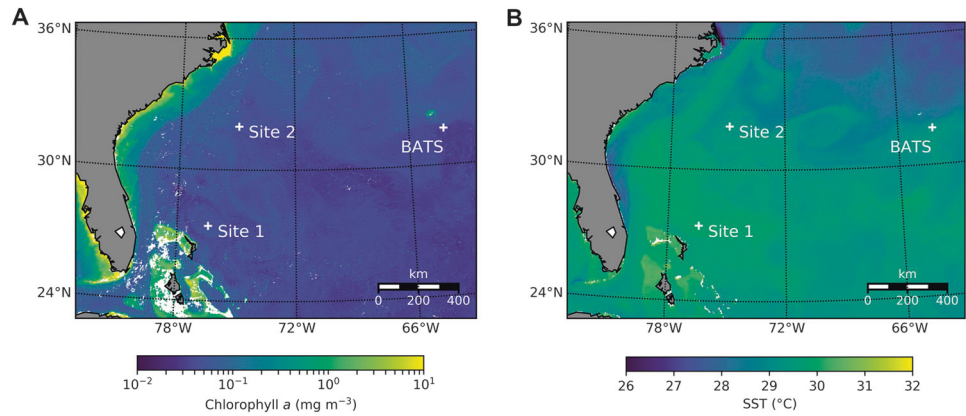 A
36°N
30°N
24°N
Site 2
BATS
Site 1
km
0 200 400
78°W 72°W 66°W
10⁻² 10⁻¹ 10⁰ 10¹
Chlorophyll a (mg m⁻³)
B
36°N
30°N
24°N
Site 2
BATS
Site 1
km
0 200 400
78°W 72°W 66°W
26 27 28 29 30 31 32
SST (°C)